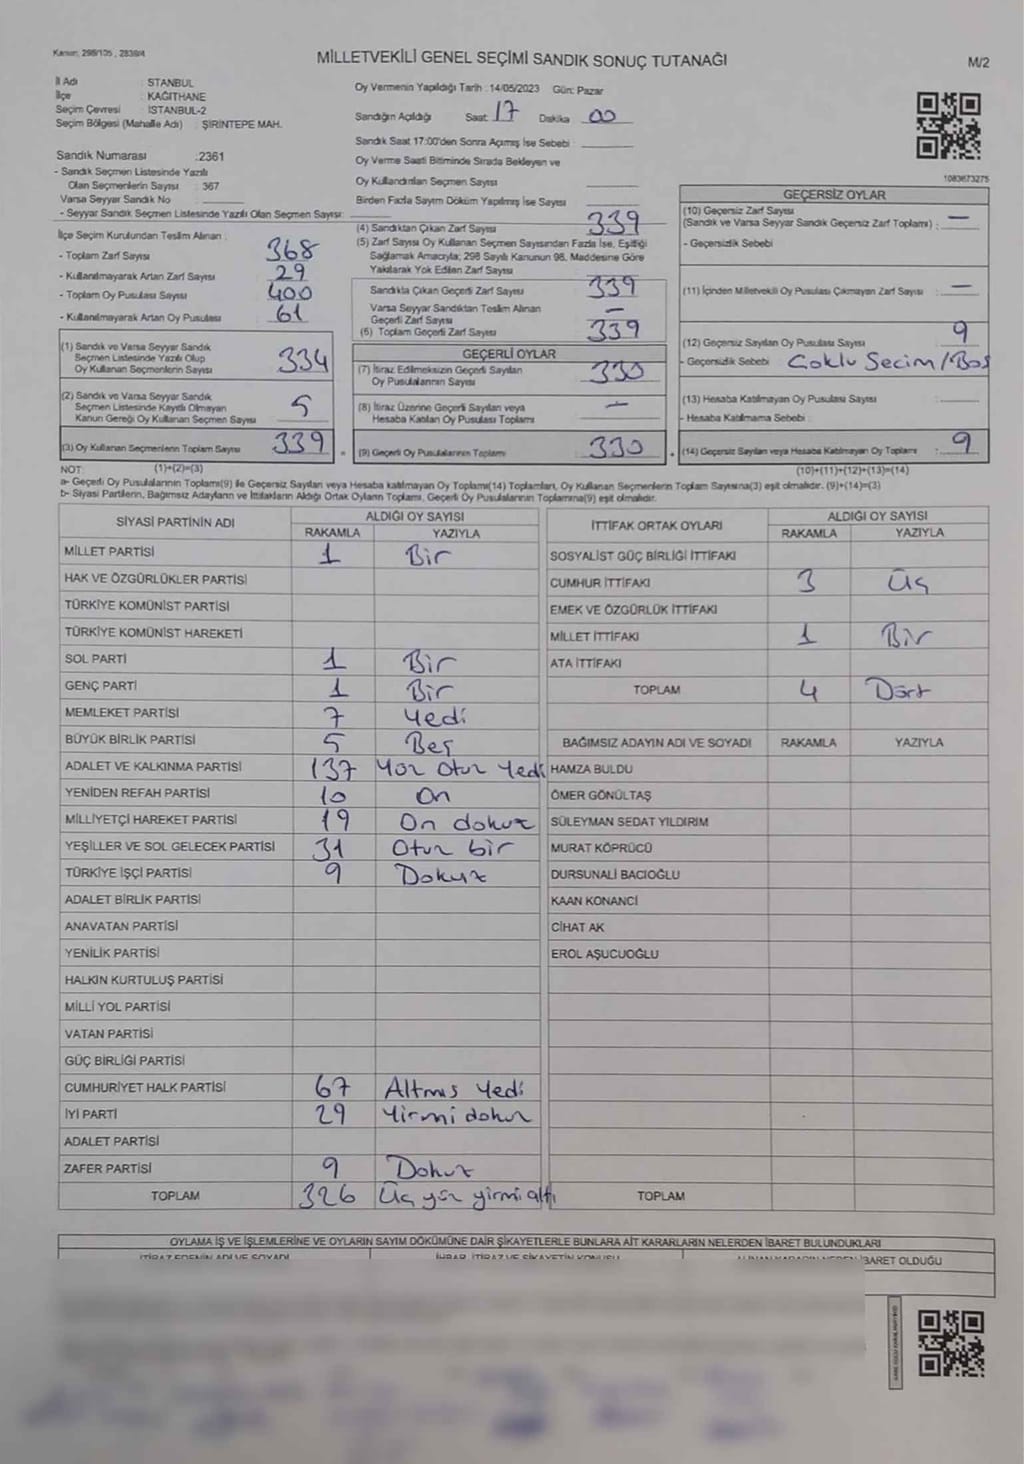 Kanun: 298/105 , 2839/4
MİLLETVEKİLİ GENEL SEÇİMİ SANDIK SONUÇ TUTANAĞI
M/2
İl Adı : İSTANBUL
İlçe : KAĞITHANE
Seçim Çevresi : İSTANBUL-2
Seçim Bölgesi (Mahalle Adı) : ŞİRİNTEPE MAH.
Oy Vermenin Yapıldığı Tarih : 14/05/2023 Gün: Pazar
Sandığın Açıldığı Saat 17 Dakika 00
Sandık Saat 17:00'den Sonra Açımış İse Sebebi :
Oy Verme Saati Bitiminde Sırada Bekleyen ve
Oy Kullandırılan Seçmen Sayısı
Birden Fazla Sayım Döküm Yapılmış İse Sayısı
1083673275
Sandık Numarası :2361
- Sandık Seçmen Listesinde Yazılı
Olan Seçmenlerin Sayısı : 367
Varsa Seyyar Sandık No
- Seyyar Sandık Seçmen Listesinde Yazılı Olan Seçmen Sayısı:
İlçe Seçim Kurulundan Teslim Alınan :
- Toplam Zarf Sayısı 368
- Kullanılmayarak Artan Zarf Sayısı 29
- Toplam Oy Pusulası Sayısı 400
- Kullanılmayarak Artan Oy Pusulası 61
(1) Sandık ve Varsa Seyyar Sandık
Seçmen Listesinde Yazılı Olup
Oy Kullanan Seçmenlerin Sayısı 334
(2) Sandık ve Varsa Seyyar Sandık
Seçmen Listesinde Kayıtlı Olmayan
Kanun Gereği Oy Kullanan Seçmen Sayısı 5
(3) Oy Kullanan Seçmenlerin Toplam Sayısı 339
(4) Sandıktan Çıkan Zarf Sayısı 339
(5) Zarf Sayısı Oy Kullanan Seçmen Sayısından Fazla İse, Eşitliği
Sağlamak Amacıyla; 298 Sayılı Kanunun 98. Maddesine Göre
Yakılarak Yok Edilen Zarf Sayısı
Sandıkta Çıkan Geçerli Zarf Sayısı 339
Varsa Seyyar Sandıktan Teslim Alınan
Geçerli Zarf Sayısı —
(6) Toplam Geçerli Zarf Sayısı 339
GEÇERLİ OYLAR
(7) İtiraz Edilmeksizin Geçerli Sayılan
Oy Pusulalarının Sayısı 330
(8) İtiraz Üzerine Geçerli Sayılan veya
Hesaba Katılan Oy Pusulası Toplamı —
(9) Geçerli Oy Pusulalarının Toplamı 330
GEÇERSİZ OYLAR
(10) Geçersiz Zarf Sayısı
(Sandık ve Varsa Seyyar Sandık Geçersiz Zarf Toplamı) : —
- Geçersizlik Sebebi
(11) İçinden Milletvekili Oy Pusulası Çıkmayan Zarf Sayısı : —
(12) Geçersiz Sayılan Oy Pusulası Sayısı 9
- Geçersizlik Sebebi Çoklu Secim/Boş
(13) Hesaba Katılmayan Oy Pusulası Sayısı :
- Hesaba Katılmama Sebebi :
(14) Geçersiz Sayılan veya Hesaba Katılmayan Oy Toplamı : 9
NOT: (1)+(2)=(3)
(10)+(11)+(12)+(13)=(14)
a- Geçerli Oy Pusulalarının Toplamı(9) ile Geçersiz Sayılan veya Hesaba Katılmayan Oy Toplamı(14) Toplamları, Oy Kullanan Seçmenlerin Toplam Sayısına(3) eşit olmalıdır. (9)+(14)=(3)
b- Siyasi Partilerin, Bağımsız Adayların ve İttifakların Aldığı Ortak Oyların Toplamı, Geçerli Oy Pusulalarının Toplamına(9) eşit olmalıdır.
SİYASİ PARTİNİN ADI ALDIĞI OY SAYISI
RAKAMLA YAZIYLA
MİLLET PARTİSİ 1 Bir
HAK VE ÖZGÜRLÜKLER PARTİSİ
TÜRKİYE KOMÜNİST PARTİSİ
TÜRKİYE KOMÜNİST HAREKETİ
SOL PARTİ 1 Bir
GENÇ PARTİ 1 Bir
MEMLEKET PARTİSİ 7 Yedi
BÜYÜK BİRLİK PARTİSİ 5 Beş
ADALET VE KALKINMA PARTİSİ 137 Yüz Otuz Yedi
YENİDEN REFAH PARTİSİ 10 On
MİLLİYETÇİ HAREKET PARTİSİ 19 On dokuz
YEŞİLLER VE SOL GELECEK PARTİSİ 31 Otuz bir
TÜRKİYE İŞÇİ PARTİSİ 9 Dokuz
ADALET BİRLİK PARTİSİ
ANAVATAN PARTİSİ
YENİLİK PARTİSİ
HALKIN KURTULUŞ PARTİSİ
MİLLİ YOL PARTİSİ
VATAN PARTİSİ
GÜÇ BİRLİĞİ PARTİSİ
CUMHURİYET HALK PARTİSİ 67 Altmış Yedi
İYİ PARTİ 29 Yirmi dokuz
ADALET PARTİSİ
ZAFER PARTİSİ 9 Dokuz
TOPLAM 326 Üç yüz yirmi altı
İTTİFAK ORTAK OYLARI ALDIĞI OY SAYISI
RAKAMLA YAZIYLA
SOSYALİST GÜÇ BİRLİĞİ İTTİFAKI
CUMHUR İTTİFAKI 3 Üç
EMEK VE ÖZGÜRLÜK İTTİFAKI
MİLLET İTTİFAKI 1 Bir
ATA İTTİFAKI
TOPLAM 4 Dört
BAĞIMSIZ ADAYIN ADI VE SOYADI RAKAMLA YAZIYLA
HAMZA BULDU
ÖMER GÖNÜLTAŞ
SÜLEYMAN SEDAT YILDIRIM
MURAT KÖPRÜCÜ
DURSUNALİ BACIOĞLU
KAAN KONANCİ
CİHAT AK
EROL AŞUCUOĞLU
TOPLAM
OYLAMA İŞ VE İŞLEMLERİNE VE OYLARIN SAYIM DÖKÜMÜNE DAİR ŞİKAYETLERLE BUNLARA AİT KARARLARIN NELERDEN İBARET BULUNDUKLARI
İTİRAZ EDENİN ADI VE SOYADI İHBAR, İTİRAZ VE ŞİKAYETİN KONUSU ALINAN KARARIN NEDEN İBARET OLDUĞU